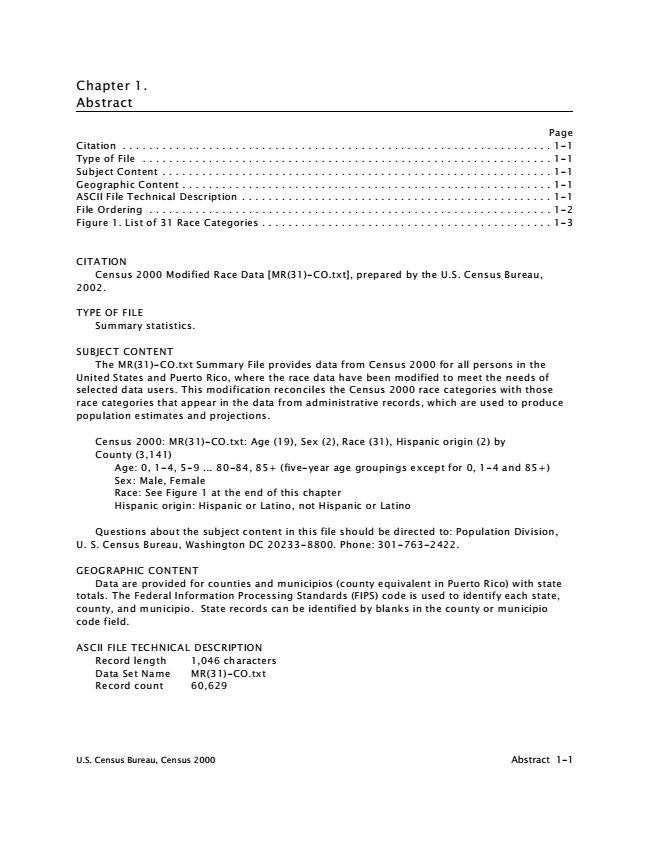 Chapter 1.
Abstract
Page
Citation . . . . . . . . . . . . . . . . . . . . . . . . . . . . . . . . . . . . . . . . . . . . . . . . . . . . . . . . . . . . . . . . . 1–1
Type of File . . . . . . . . . . . . . . . . . . . . . . . . . . . . . . . . . . . . . . . . . . . . . . . . . . . . . . . . . . . . . . 1–1
Subject Content . . . . . . . . . . . . . . . . . . . . . . . . . . . . . . . . . . . . . . . . . . . . . . . . . . . . . . . . . . . 1–1
Geographic Content . . . . . . . . . . . . . . . . . . . . . . . . . . . . . . . . . . . . . . . . . . . . . . . . . . . . . . . . 1–1
ASCII File Technical Description . . . . . . . . . . . . . . . . . . . . . . . . . . . . . . . . . . . . . . . . . . . . . . . 1–1
File Ordering . . . . . . . . . . . . . . . . . . . . . . . . . . . . . . . . . . . . . . . . . . . . . . . . . . . . . . . . . . . . . 1–2
Figure 1. List of 31 Race Categories . . . . . . . . . . . . . . . . . . . . . . . . . . . . . . . . . . . . . . . . . . . . 1–3
CITATION
Census 2000 Modified Race Data [MR(31)–CO.txt], prepared by the U.S. Census Bureau,
2002.
TYPE OF FILE
Summary statistics.
SUBJECT CONTENT
The MR(31)–CO.txt Summary File provides data from Census 2000 for all persons in the
United States and Puerto Rico, where the race data have been modified to meet the needs of
selected data users. This modification reconciles the Census 2000 race categories with those
race categories that appear in the data from administrative records, which are used to produce
population estimates and projections.
Census 2000: MR(31)–CO.txt: Age (19), Sex (2), Race (31), Hispanic origin (2) by
County (3,141)
Age: 0, 1–4, 5–9 ... 80–84, 85+ (five–year age groupings except for 0, 1–4 and 85+)
Sex: Male, Female
Race: See Figure 1 at the end of this chapter
Hispanic origin: Hispanic or Latino, not Hispanic or Latino
Questions about the subject content in this file should be directed to: Population Division,
U. S. Census Bureau, Washington DC 20233–8800. Phone: 301–763–2422.
GEOGRAPHIC CONTENT
Data are provided for counties and municipios (county equivalent in Puerto Rico) with state
totals. The Federal Information Processing Standards (FIPS) code is used to identify each state,
county, and municipio. State records can be identified by blanks in the county or municipio
code field.
ASCII FILE TECHNICAL DESCRIPTION
Record length 1,046 characters
Data Set Name MR(31)–CO.txt
Record count 60,629
U.S. Census Bureau, Census 2000 Abstract 1–1